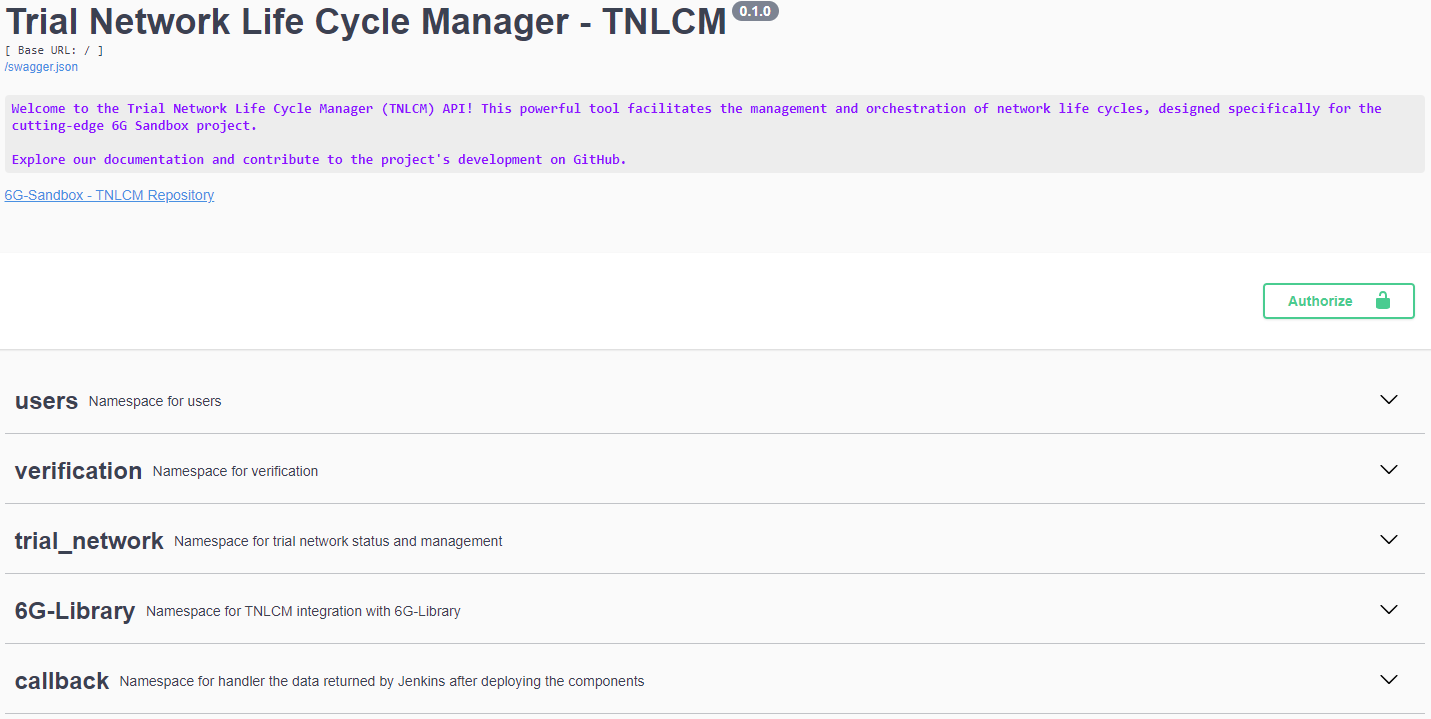 Trial Network Life Cycle Manager - TNLCM 0.1.0
[ Base URL: / ]
/swagger.json
Welcome to the Trial Network Life Cycle Manager (TNLCM) API! This powerful tool facilitates the management and orchestration of network life cycles, designed specifically for the
cutting-edge 6G Sandbox project.
Explore our documentation and contribute to the project's development on GitHub.
6G-Sandbox - TNLCM Repository
Authorize
users Namespace for users
verification Namespace for verification
trial_network Namespace for trial network status and management
6G-Library Namespace for TNLCM integration with 6G-Library
callback Namespace for handler the data returned by Jenkins after deploying the components